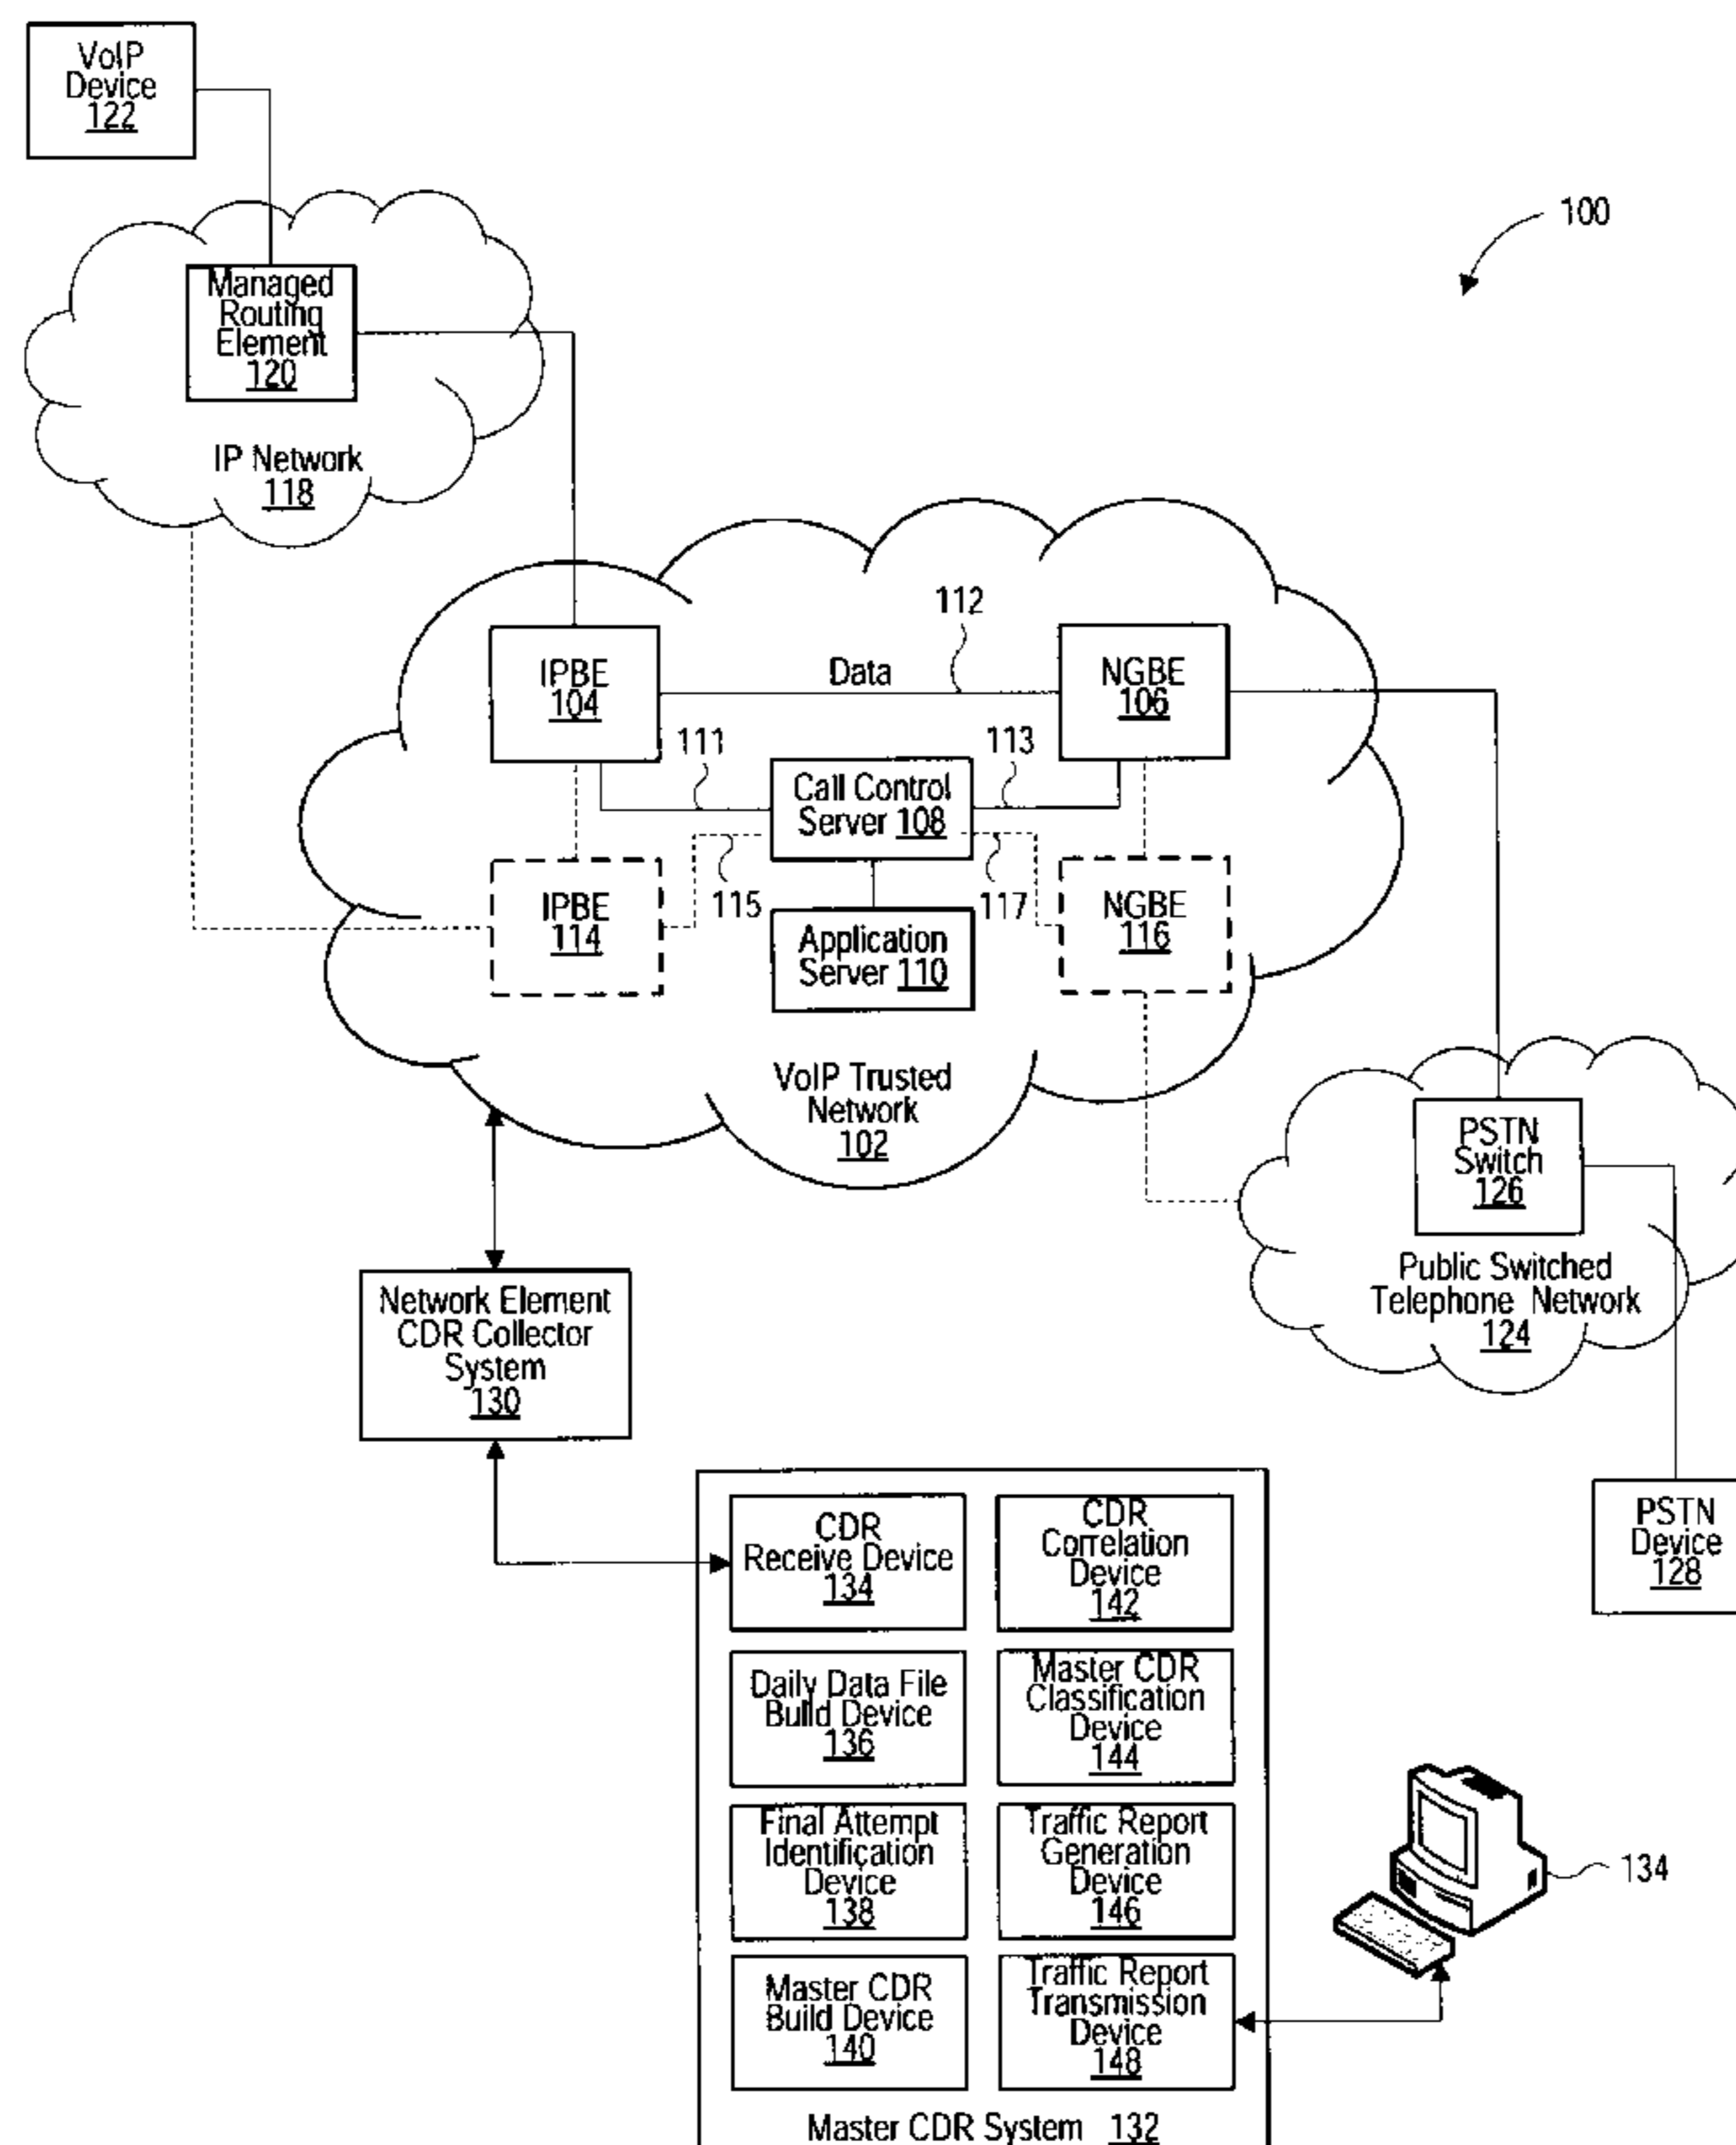 VoIP
Device
122
100
Managed
Routing
Element
120
IP Network
118
112
IPBE
104
Data
NGBE
106
111
113
Call Control
Server 108
115
117
IPBE
114
Application
Server 110
NGBE
116
VoIP Trusted
Network
102
PSTN
Switch
126
Public Switched
Telephone Network
124
Network Element
CDR Collector
System
130
PSTN
Device
128
CDR
Receive Device
134
CDR
Correlation
Device
142
Daily Data File
Build Device
136
Master CDR
Classification
Device
144
Final Attempt
Identification
Device
138
Traffic Report
Generation
Device
146
134
Master CDR
Build Device
140
Traffic Report
Transmission
Device
148
Master CDR System 132